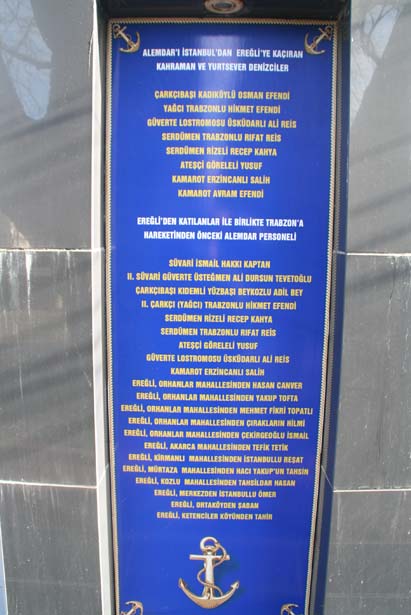 ALEMDAR'I İSTANBUL'DAN EREĞLİ'YE KAÇIRAN
KAHRAMAN VE YURTSEVER DENİZCİLER
ÇARKÇIBAŞI KADIKÖYLÜ OSMAN EFENDİ
YAĞCI TRABZONLU HİKMET EFENDİ
GÜVERTE LOSTROMOSU ÜSKÜDARLI ALİ REİS
SERDÜMEN TRABZONLU RIFAT REİS
SERDÜMEN RİZELİ RECEP KAHYA
ATEŞÇİ GÖRELELİ YUSUF
KAMAROT ERZİNCANLI SALİH
KAMAROT AVRAM EFENDİ
EREĞLİ'DEN KATILANLAR İLE BİRLİKTE TRABZON'A
HAREKETİNDEN ÖNCEKİ ALEMDAR PERSONELİ
SÜVARİ İSMAİL HAKKI KAPTAN
II. SÜVARİ GÜVERTE ÜSTEĞMEN ALİ DURSUN TEVETOĞLU
ÇARKÇIBAŞI KIDEMLİ YÜZBAŞI BEYKOZLU ADİL BEY
II. ÇARKÇI (YAĞCI) TRABZONLU HİKMET EFENDİ
SERDÜMEN RİZELİ RECEP KAHYA
SERDÜMEN TRABZONLU RIFAT REİS
ATEŞÇİ GÖRELELİ YUSUF
GÜVERTE LOSTROMOSU ÜSKÜDARLI ALİ REİS
KAMAROT ERZİNCANLI SALİH
EREĞLİ, ORHANLAR MAHALLESİNDEN HASAN CANVER
EREĞLİ, ORHANLAR MAHALLESİNDEN YAKUP TOFTA
EREĞLİ, ORHANLAR MAHALLESİNDEN MEHMET FİKRİ TOPATLI
EREĞLİ, ORHANLAR MAHALLESİNDEN ÇIRAKLARIN HİLMİ
EREĞLİ, ORHANLAR MAHALLESİNDEN ÇEKİRGEOĞLU İSMAİL
EREĞLİ, AKARCA MAHALLESİNDEN TEFİK TETİK
EREĞLİ, KİRMANLI MAHALLESİNDEN İSTANBULLU REŞAT
EREĞLİ, MÜRTAZA MAHALLESİNDEN HACI YAKUP'UN TAHSİN
EREĞLİ, KOZLU MAHALLESİNDEN TAHSİLDAR HASAN
EREĞLİ, MERKEZDEN İSTANBULLU ÖMER
EREĞLİ, ORTAKÖYDEN ŞABAN
EREĞLİ, KETENCİLER KÖYÜNDEN TAHİR